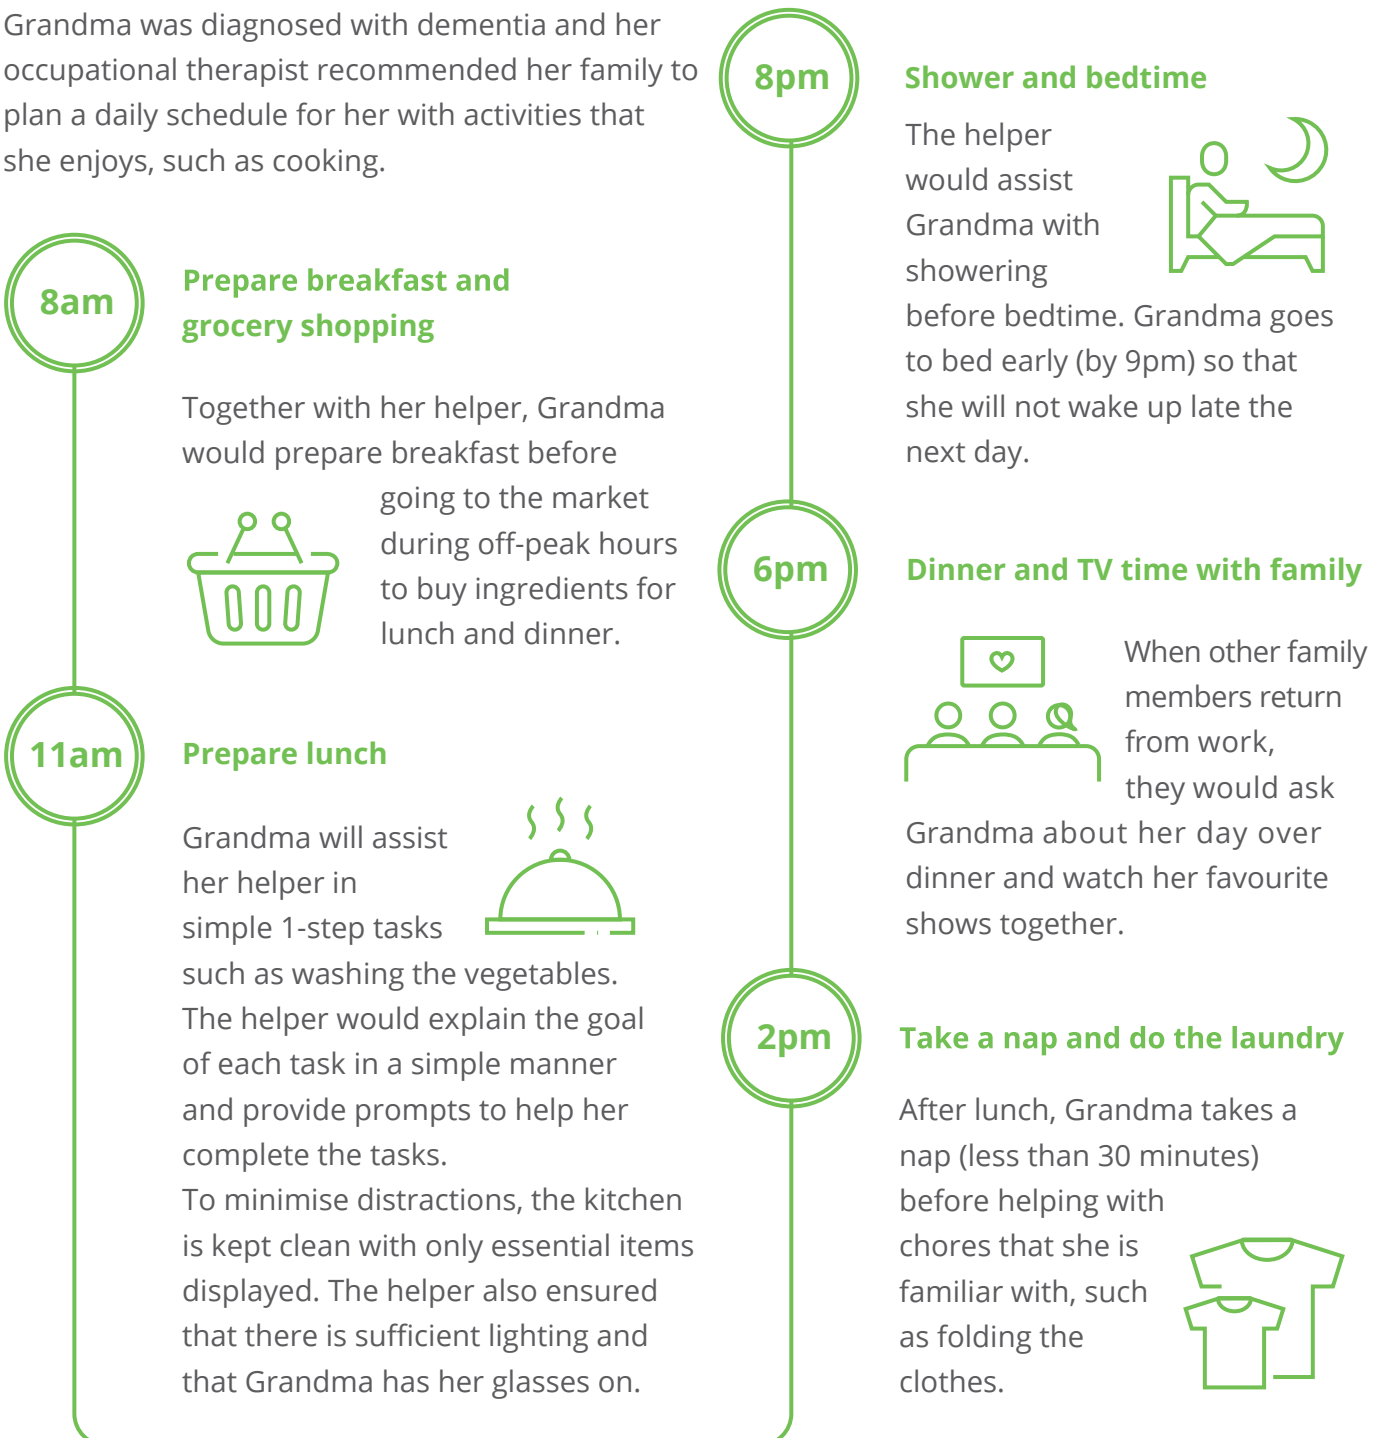 Grandma was diagnosed with dementia and her
occupational therapist recommended her family to
plan a daily schedule for her with activities that
she enjoys, such as cooking.
8am
Prepare breakfast and
grocery shopping
Together with her helper, Grandma
would prepare breakfast before
going to the market
during off-peak hours
to buy ingredients for
lunch and dinner.
11am
Prepare lunch
Grandma will assist
her helper in
simple 1-step tasks
such as washing the vegetables.
The helper would explain the goal
of each task in a simple manner
and provide prompts to help her
complete the tasks.
To minimise distractions, the kitchen
is kept clean with only essential items
displayed. The helper also ensured
that there is sufficient lighting and
that Grandma has her glasses on.
2pm
Take a nap and do the laundry
After lunch, Grandma takes a
nap (less than 30 minutes)
before helping with
chores that she is
familiar with, such
as folding the
clothes.
6pm
Dinner and TV time with family
When other family
members return
from work,
they would ask
Grandma about her day over
dinner and watch her favourite
shows together.
8pm
Shower and bedtime
The helper
would assist
Grandma with
showering
before bedtime. Grandma goes
to bed early (by 9pm) so that
she will not wake up late the
next day.